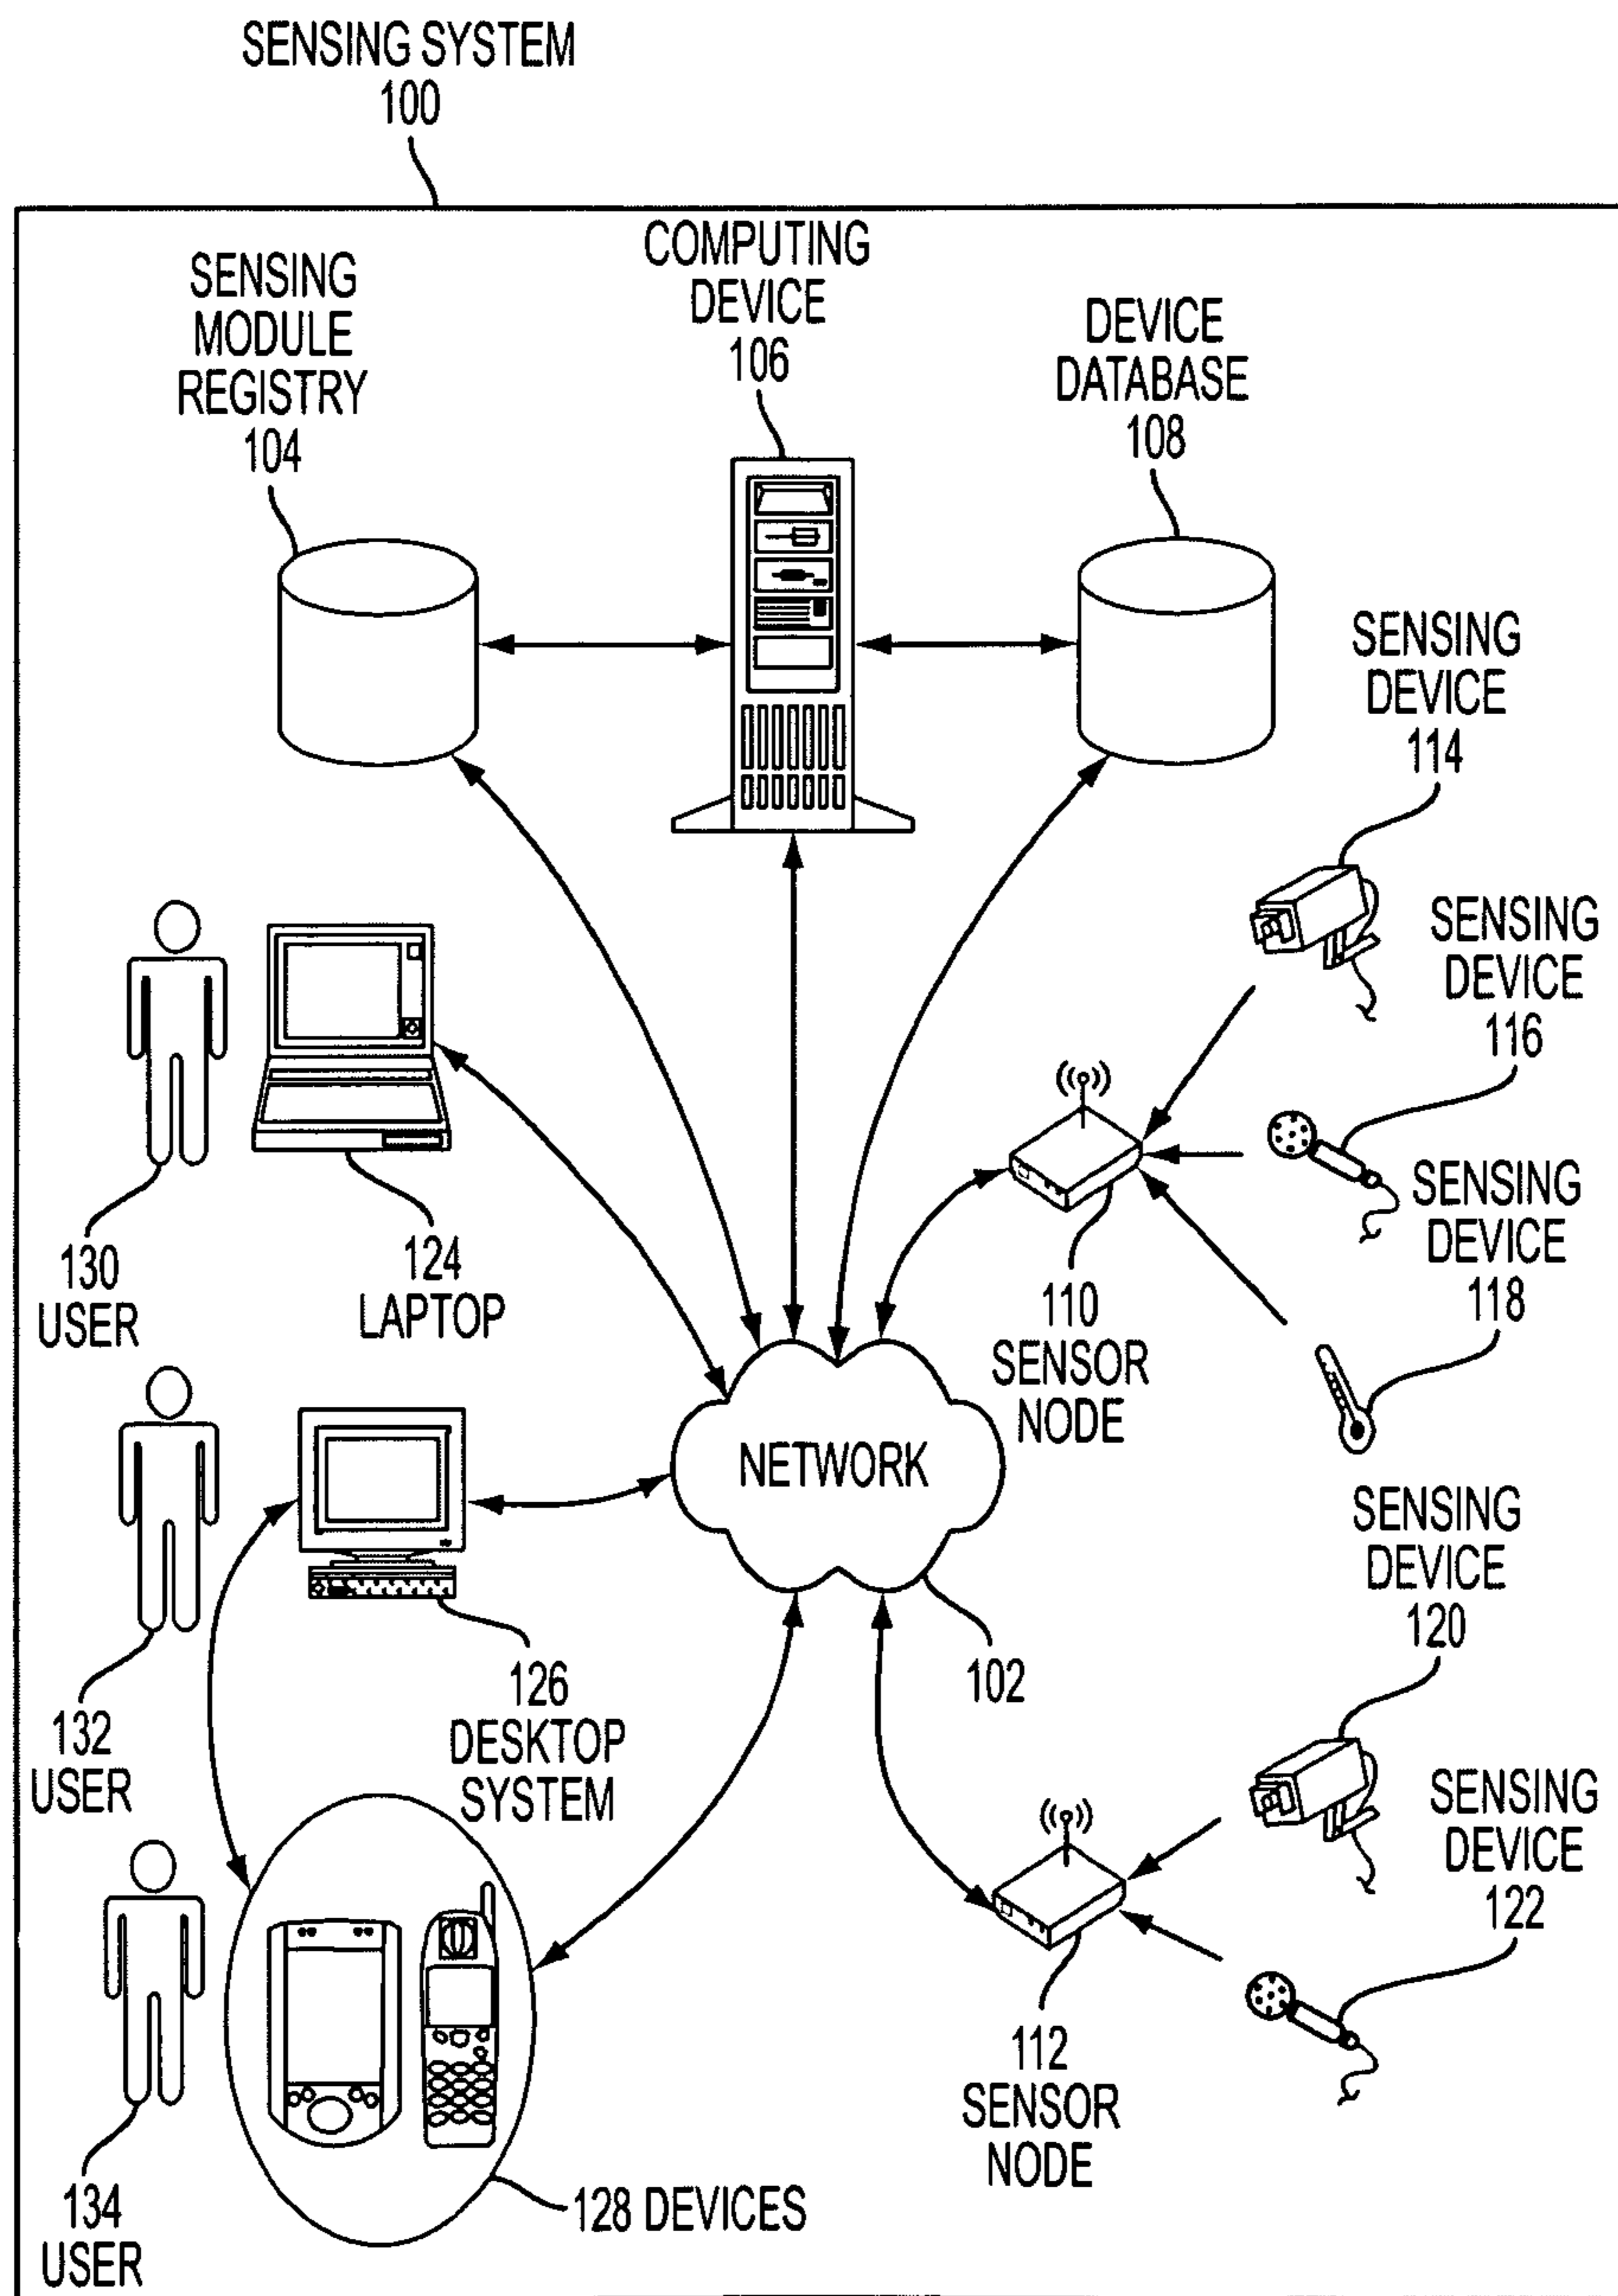 SENSING SYSTEM
100
SENSING
MODULE
REGISTRY
104
COMPUTING
DEVICE
106
DEVICE
DATABASE
108
SENSING
DEVICE
114
SENSING
DEVICE
116
SENSING
DEVICE
118
130
USER
124
LAPTOP
110
SENSOR
NODE
NETWORK
102
132
USER
126
DESKTOP
SYSTEM
SENSING
DEVICE
120
SENSING
DEVICE
122
112
SENSOR
NODE
134
USER
128 DEVICES